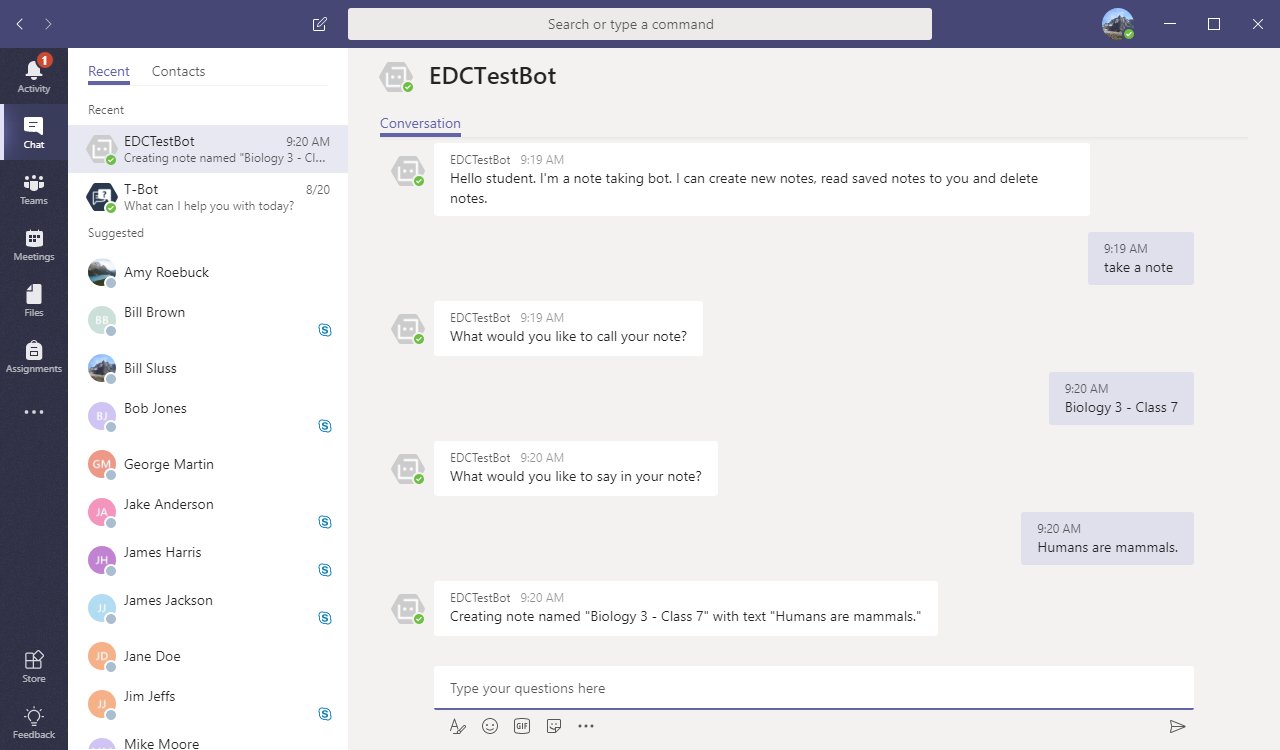 Search or type a command
1
Activity
Chat
Teams
Meetings
Files
Assignments
Store
Feedback
Recent Contacts
Recent
EDCTestBot 9:20 AM
Creating note named "Biology 3 - Cl...
T-Bot 8/20
What can I help you with today?
Suggested
Amy Roebuck
BB Bill Brown
Bill Sluss
BJ Bob Jones
GM George Martin
JA Jake Anderson
JH James Harris
JJ James Jackson
JD Jane Doe
JJ Jim Jeffs
Mike Moore
EDCTestBot
Conversation
EDCTestBot 9:19 AM
Hello student. I'm a note taking bot. I can create new notes, read saved notes to you and delete
notes.
9:19 AM
take a note
EDCTestBot 9:19 AM
What would you like to call your note?
9:20 AM
Biology 3 - Class 7
EDCTestBot 9:20 AM
What would you like to say in your note?
9:20 AM
Humans are mammals.
EDCTestBot 9:20 AM
Creating note named "Biology 3 - Class 7" with text "Humans are mammals."
Type your questions here
GIF